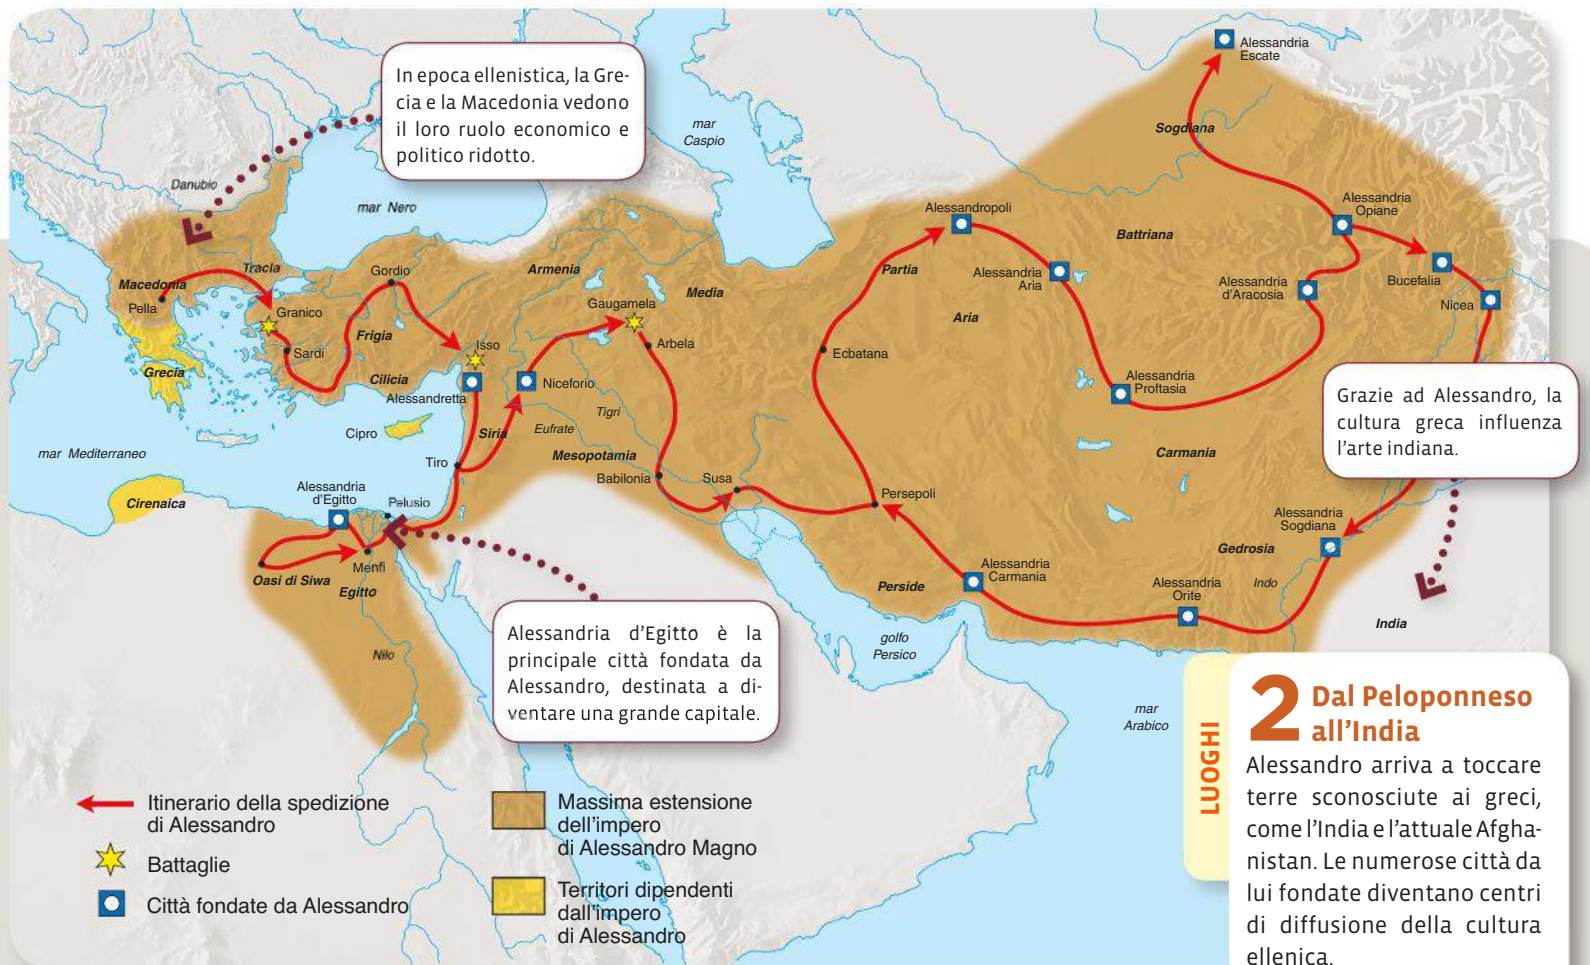 In epoca ellenistica, la Gre-
cia e la Macedonia vedono
il loro ruolo economico e
politico ridotto.
Danubio
mar Nero
mar
Caspio
Alessandria
Escate
Sogdiana
Alessandria
Opiane
Alessandropoli
Battriana
Bucefalia
Nicea
Alessandria
Aria
Alessandria
d'Aracosia
Partia
Aria
Macedonia
Pella
Tracia
Granico
Gordio
Armenia
Gaugamela
Media
Arbela
Ecbatana
Sardi
Frigia
Isso
Cilicia
Grecia
Alessandretta
Niceforio
Tigri
Eufrate
Cipro
Siria
Mesopotamia
Alessandria
Proftasia
Carmania
Grazie ad Alessandro, la
cultura greca influenza
l'arte indiana.
mar Mediterraneo
Tiro
Babilonia
Susa
Persepoli
Cirenaica
Alessandria
d'Egitto
Pelusio
Menfi
Oasi di Siwa
Egitto
Nilo
Alessandria
Sogdiana
Gedrosia
Indo
Alessandria
Carmania
Perside
Alessandria
Orite
India
golfo
Persico
mar
Arabico
Alessandria d'Egitto è la
principale città fondata da
Alessandro, destinata a di-
ventare una grande capitale.
Itinerario della spedizione
di Alessandro
Battaglie
Città fondate da Alessandro
Massima estensione
dell'impero
di Alessandro Magno
Territori dipendenti
dall'impero
di Alessandro
LUOGHI
2 Dal Peloponneso
all'India
Alessandro arriva a toccare
terre sconosciute ai greci,
come l'India e l'attuale Afgha-
nistan. Le numerose città da
lui fondate diventano centri
di diffusione della cultura
ellenica.